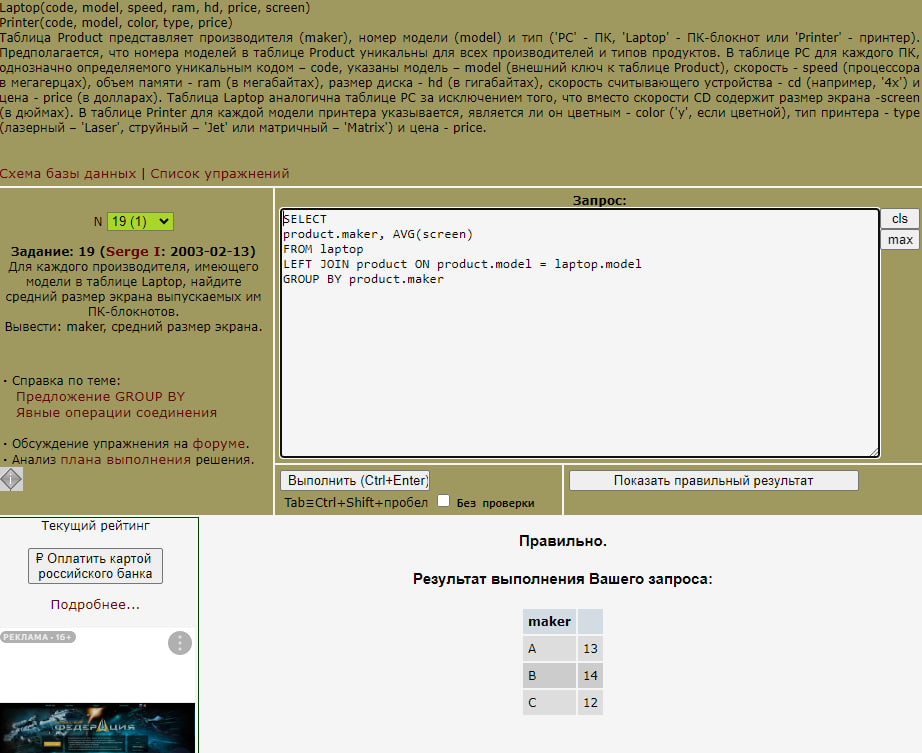 Laptop(code, model, speed, ram, hd, price, screen)
Printer(code, model, color, type, price)
Таблица Product представляет производителя (maker), номер модели (model) и тип ('PC' - ПК, 'Laptop' - ПК-блокнот или 'Printer' - принтер).
Предполагается, что номера моделей в таблице Product уникальны для всех производителей и типов продуктов. В таблице PC для каждого ПК,
однозначно определяемого уникальным кодом – code, указаны модель – model (внешний ключ к таблице Product), скорость - speed (процессора
в мегагерцах), объем памяти - ram (в мегабайтах), размер диска - hd (в гигабайтах), скорость считывающего устройства - cd (например, '4x') и
цена - price (в долларах). Таблица Laptop аналогична таблице РС за исключением того, что вместо скорости CD содержит размер экрана -screen
(в дюймах). В таблице Printer для каждой модели принтера указывается, является ли он цветным - color ('y', если цветной), тип принтера - type
(лазерный – 'Laser', струйный – 'Jet' или матричный – 'Matrix') и цена - price.
Схема базы данных | Список упражнений
N 19 (1)
Задание: 19 (Serge I: 2003-02-13)
Для каждого производителя, имеющего
модели в таблице Laptop, найдите
средний размер экрана выпускаемых им
ПК-блокнотов.
Вывести: maker, средний размер экрана.
· Справка по теме:
Предложение GROUP BY
Явные операции соединения
· Обсуждение упражнения на форуме.
· Анализ плана выполнения решения.
Запрос:
SELECT
product.maker, AVG(screen)
FROM laptop
LEFT JOIN product ON product.model = laptop.model
GROUP BY product.maker
cls
max
Выполнить (Ctrl+Enter)
Tab≡Ctrl+Shift+пробел Без проверки
Показать правильный результат
Текущий рейтинг
₽ Оплатить картой
российского банка
Подробнее...
РЕКЛАМА • 16+
ФЕДЕРАЦИЯ
Правильно.
Результат выполнения Вашего запроса:
maker
A 13
B 14
C 12